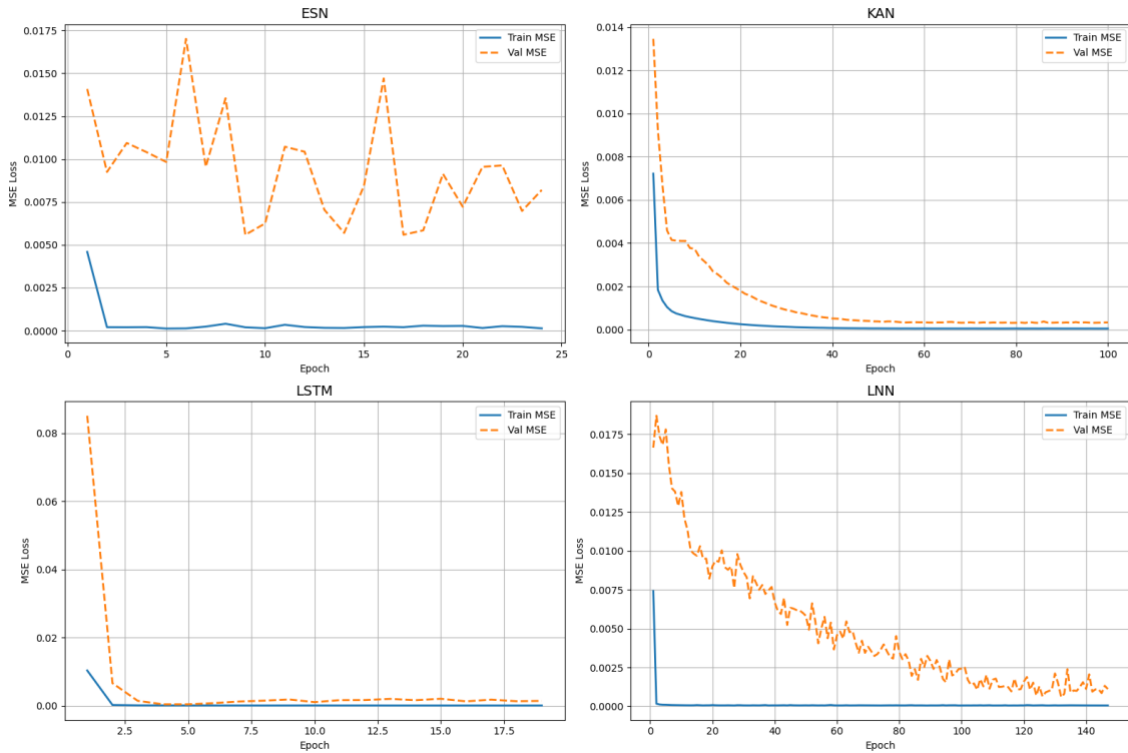 ESN
MSE Loss
0.0175
0.0150
0.0125
0.0100
0.0075
0.0050
0.0025
0.0000
Train MSE
Val MSE
0 5 10 15 20 25
Epoch
KAN
MSE Loss
0.014
0.012
0.010
0.008
0.006
0.004
0.002
0.000
Train MSE
Val MSE
0 20 40 60 80 100
Epoch
LSTM
MSE Loss
0.08
0.06
0.04
0.02
0.00
Train MSE
Val MSE
2.5 5.0 7.5 10.0 12.5 15.0 17.5
Epoch
LNN
MSE Loss
0.0175
0.0150
0.0125
0.0100
0.0075
0.0050
0.0025
0.0000
Train MSE
Val MSE
0 20 40 60 80 100 120 140
Epoch